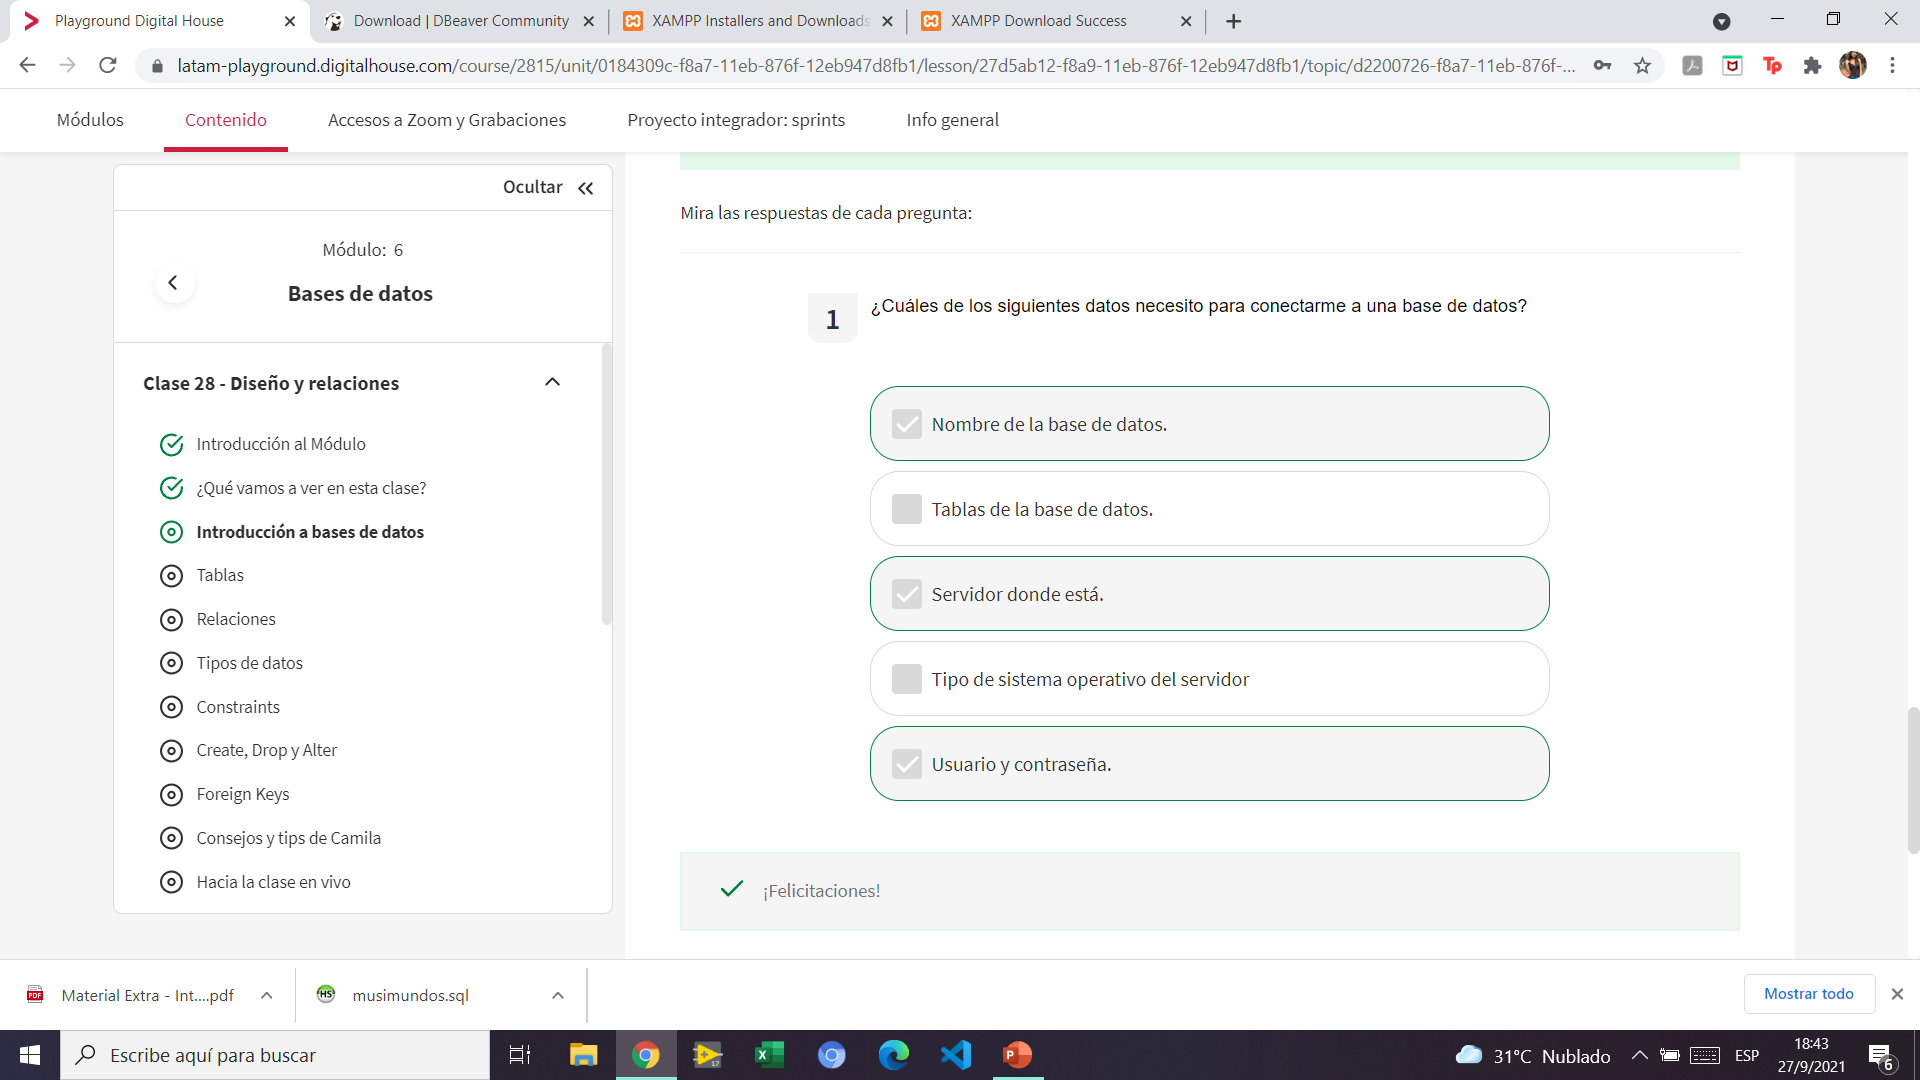 Playground Digital House
Download | DBeaver Community
XAMPP Installers and Downloads
XAMPP Download Success
latam-playground.digitalhouse.com/course/2815/unit/0184309c-f8a7-11eb-876f-12eb947d8fb1/lesson/27d5ab12-f8a9-11eb-876f-12eb947d8fb1/topic/d2200726-f8a7-11eb-876f-...
Tp
Módulos
Contenido
Accesos a Zoom y Grabaciones
Proyecto integrador: sprints
Info general
Ocultar
Módulo: 6
Bases de datos
Clase 28 - Diseño y relaciones
Introducción al Módulo
¿Qué vamos a ver en esta clase?
Introducción a bases de datos
Tablas
Relaciones
Tipos de datos
Constraints
Create, Drop y Alter
Foreign Keys
Consejos y tips de Camila
Hacia la clase en vivo
Mira las respuestas de cada pregunta:
1
¿Cuáles de los siguientes datos necesito para conectarme a una base de datos?
Nombre de la base de datos.
Tablas de la base de datos.
Servidor donde está.
Tipo de sistema operativo del servidor
Usuario y contraseña.
¡Felicitaciones!
PDF
Material Extra - Int....pdf
HS
musimundos.sql
Mostrar todo
Escribe aquí para buscar
31°C Nublado
ESP
18:43
27/9/2021
6